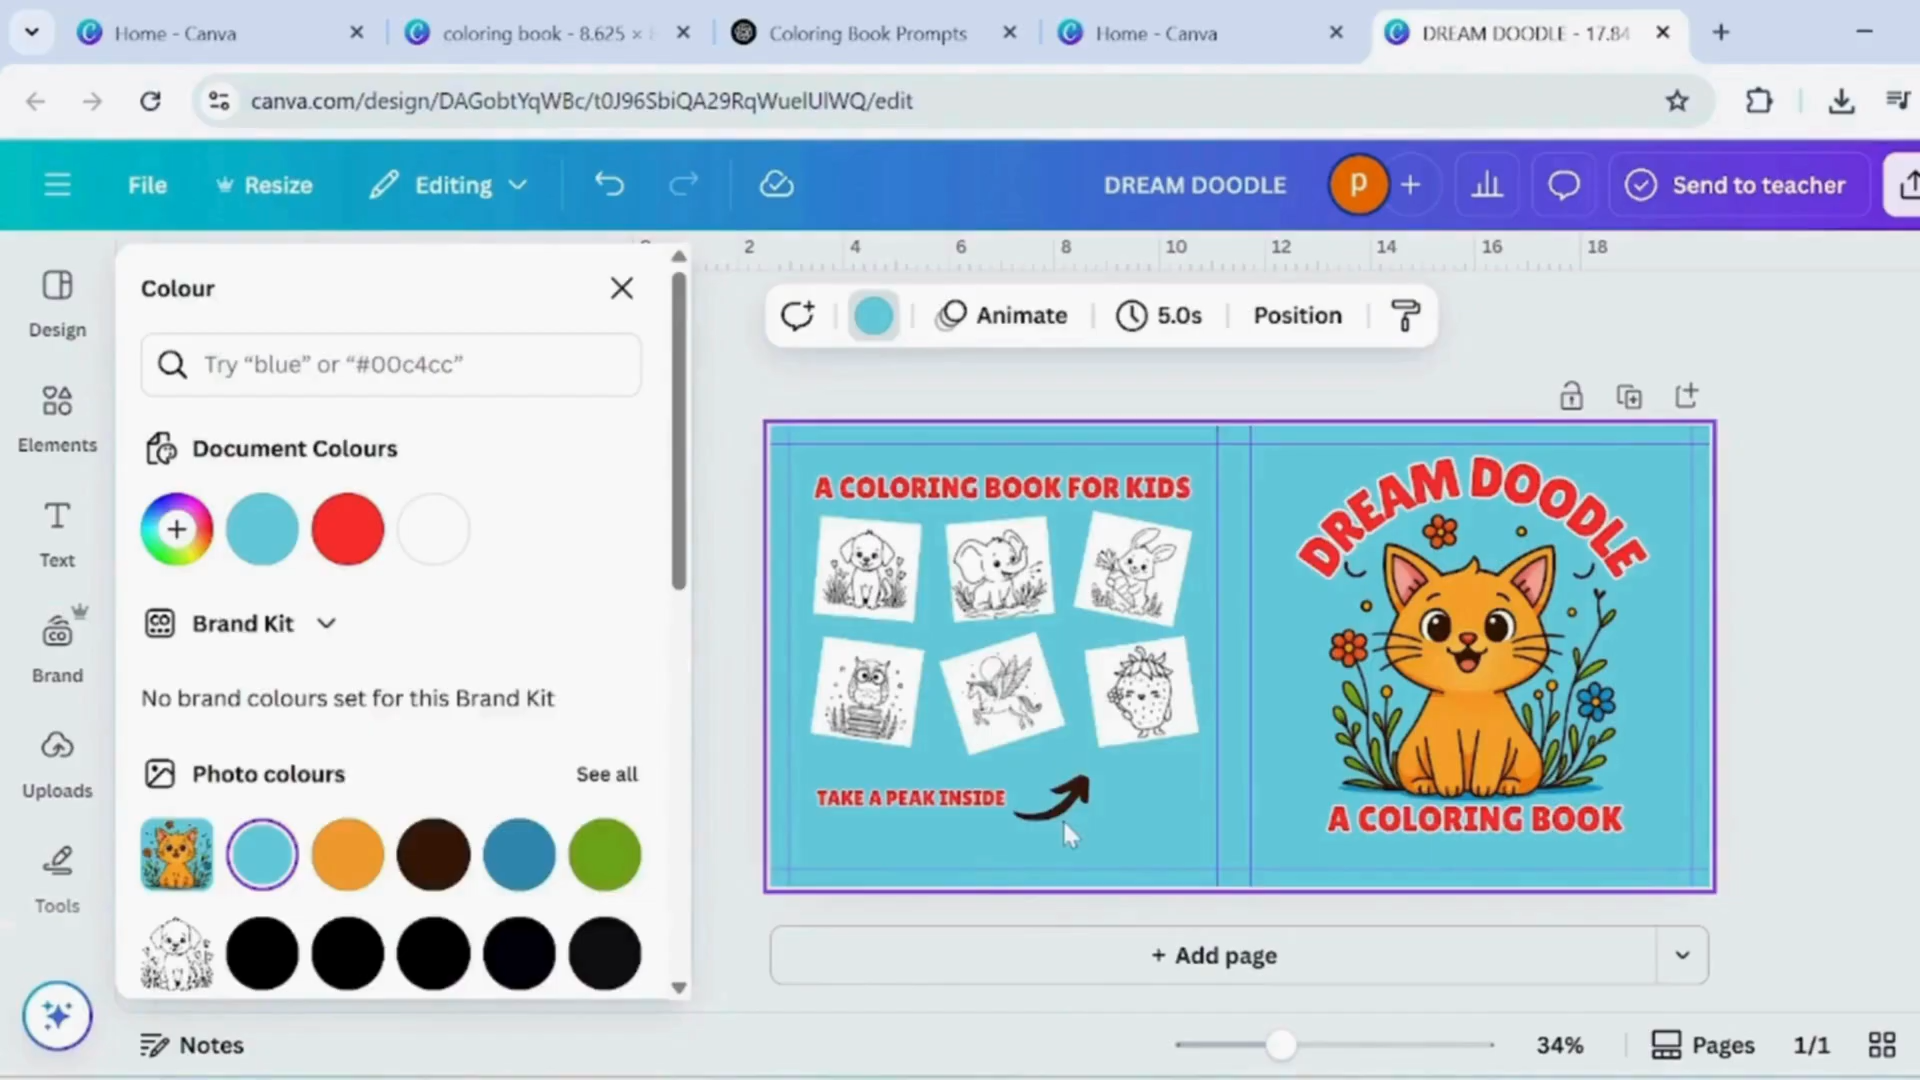 Home - Canva
coloring book - 8.625 ×
Coloring Book Prompts
Home - Canva
DREAM DOODLE - 17.84
canva.com/design/DAGobtYqWBc/t0J96SbiQA29RqWuelUlWQ/edit
File
Resize
Editing
DREAM DOODLE
P
Send to teacher
2 4 6 8 10 12 14 16 18
Design
Elements
Text
Brand
Uploads
Tools
Colour
Try “blue” or “#00c4cc”
Document Colours
Brand Kit
No brand colours set for this Brand Kit
Photo colours
See all
Animate
5.0s
Position
A COLORING BOOK FOR KIDS
TAKE A PEAK INSIDE
DREAM DOODLE
A COLORING BOOK
+ Add page
Notes
34%
Pages
1/1